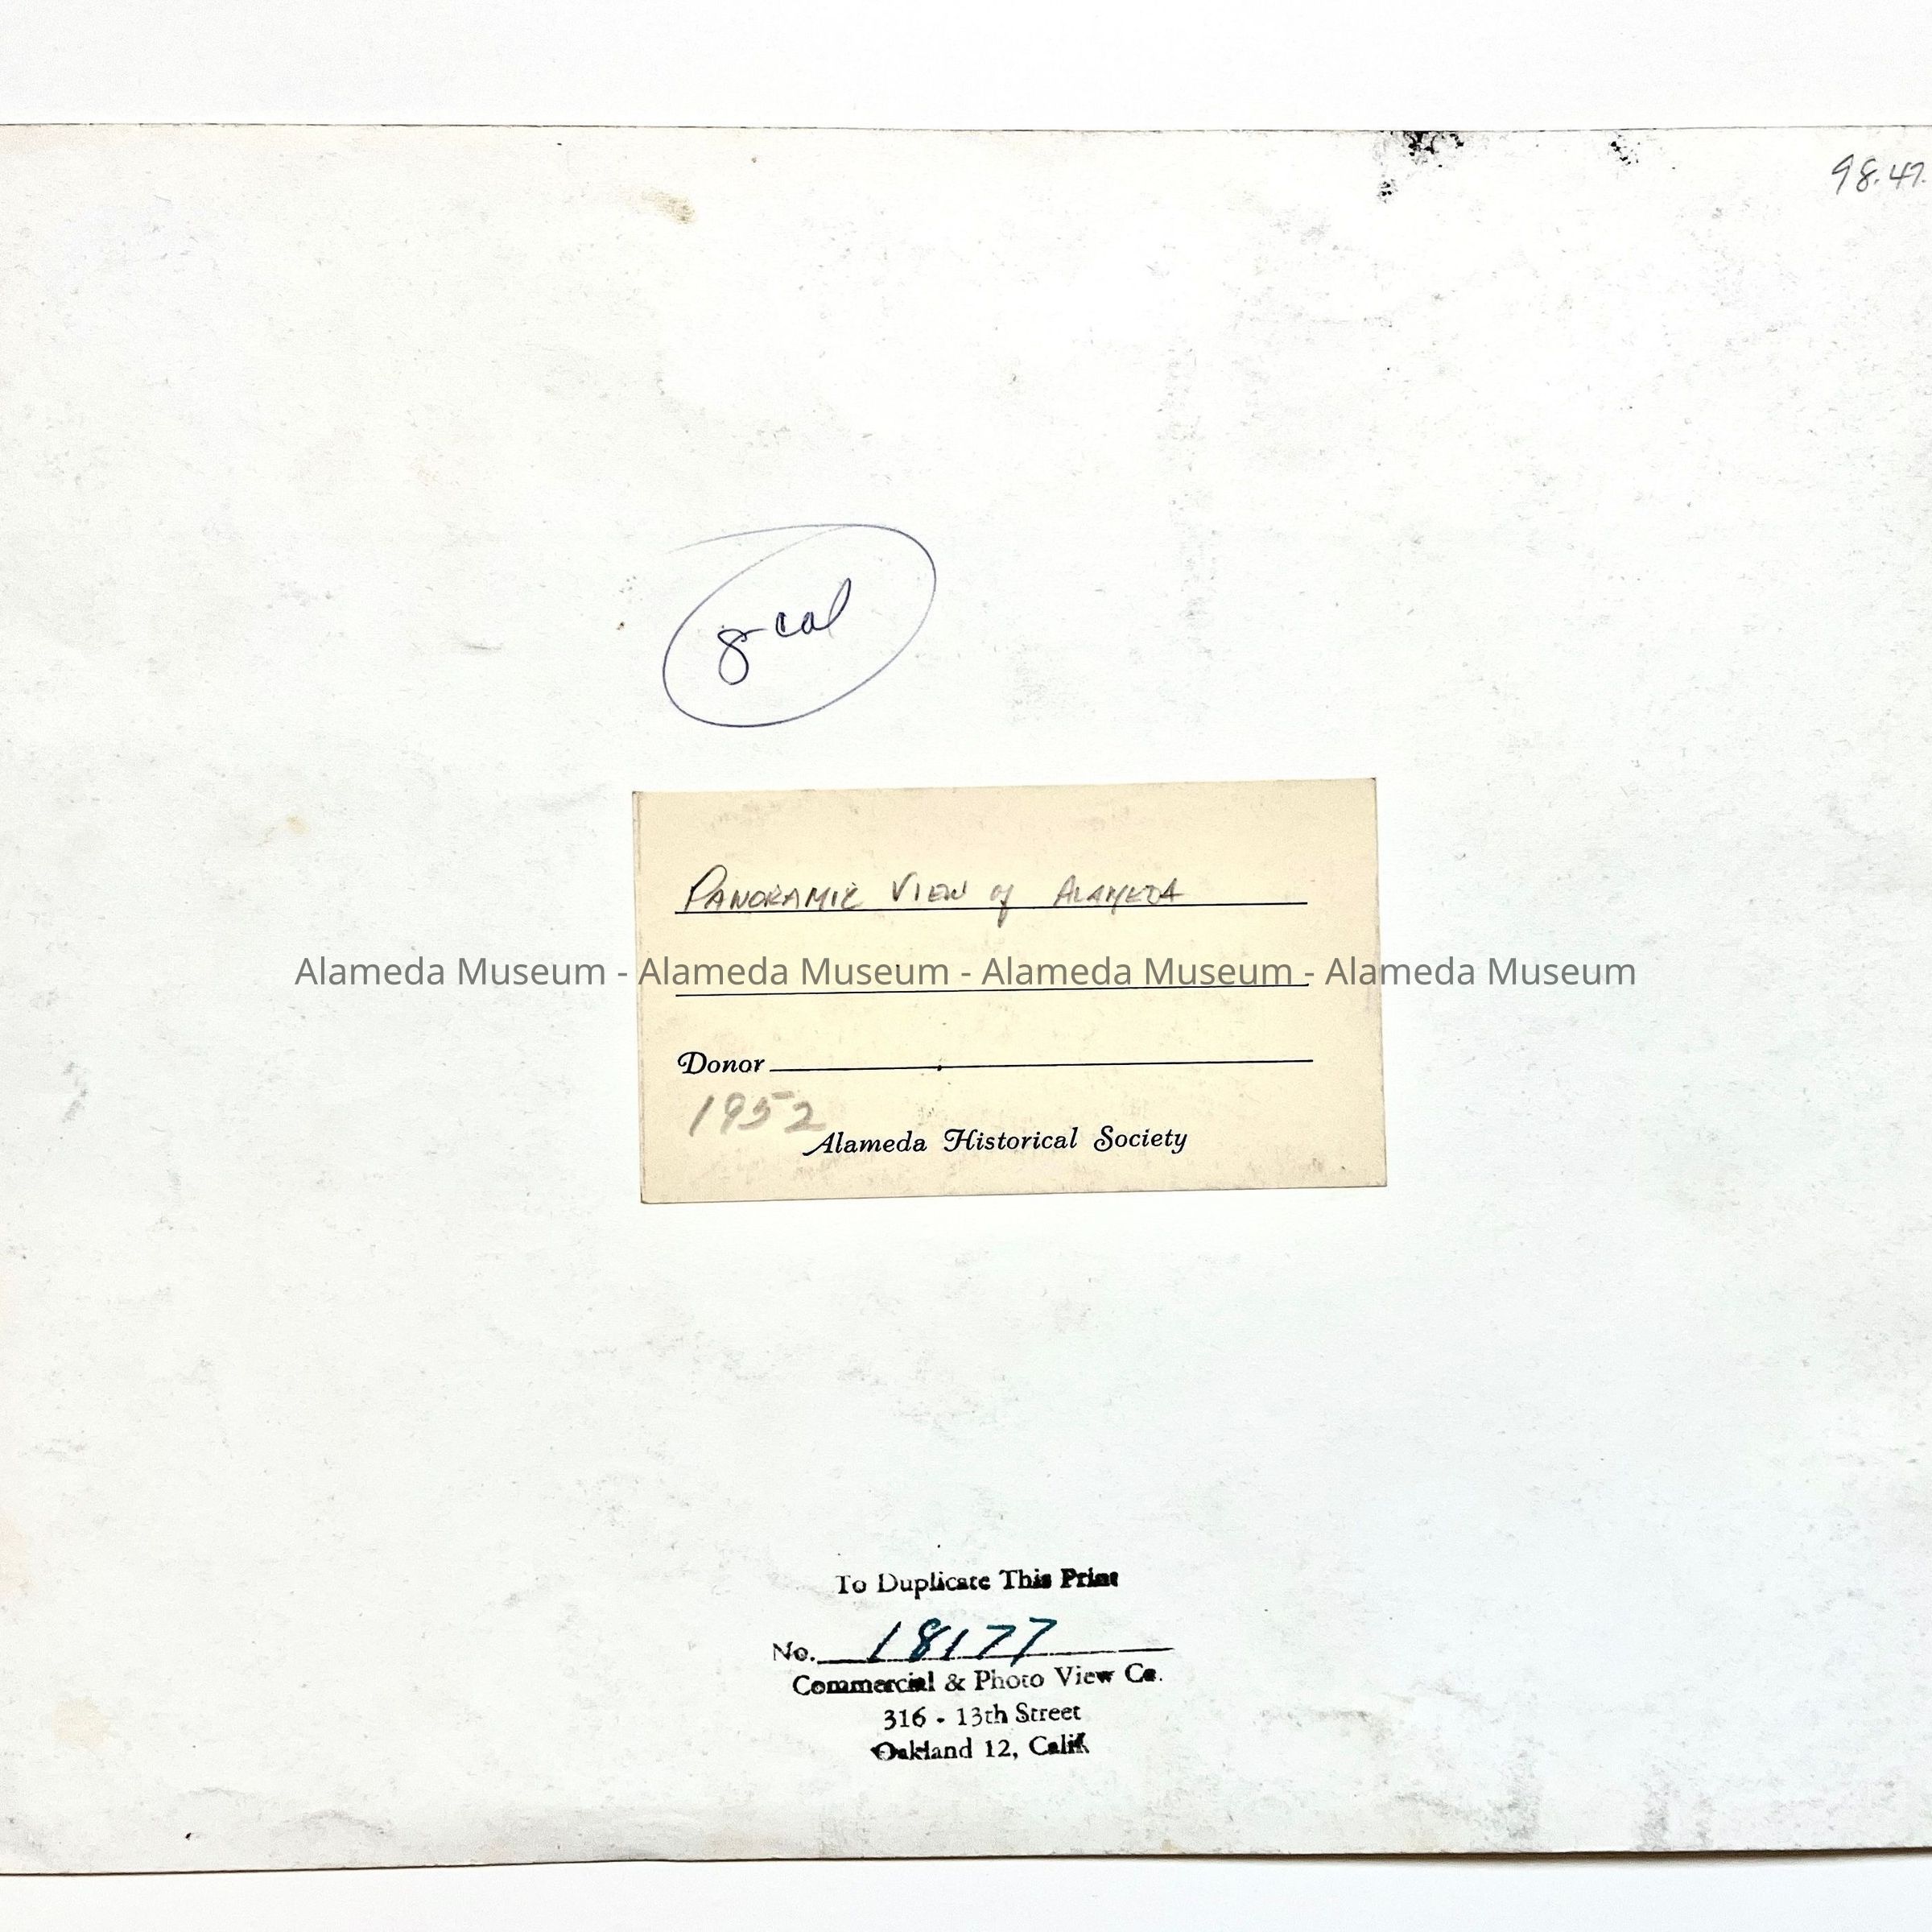 98.47.
8-col
PANORAMIC VIEW of ALAMEDA
Alameda Museum - Alameda Museum - Alameda Museum - Alameda Museum
Donor
1952
Alameda Historical Society
To Duplicate This Print
No. 18177
Commercial & Photo View Co.
316 - 13th Street
Oakland 12, Calif.